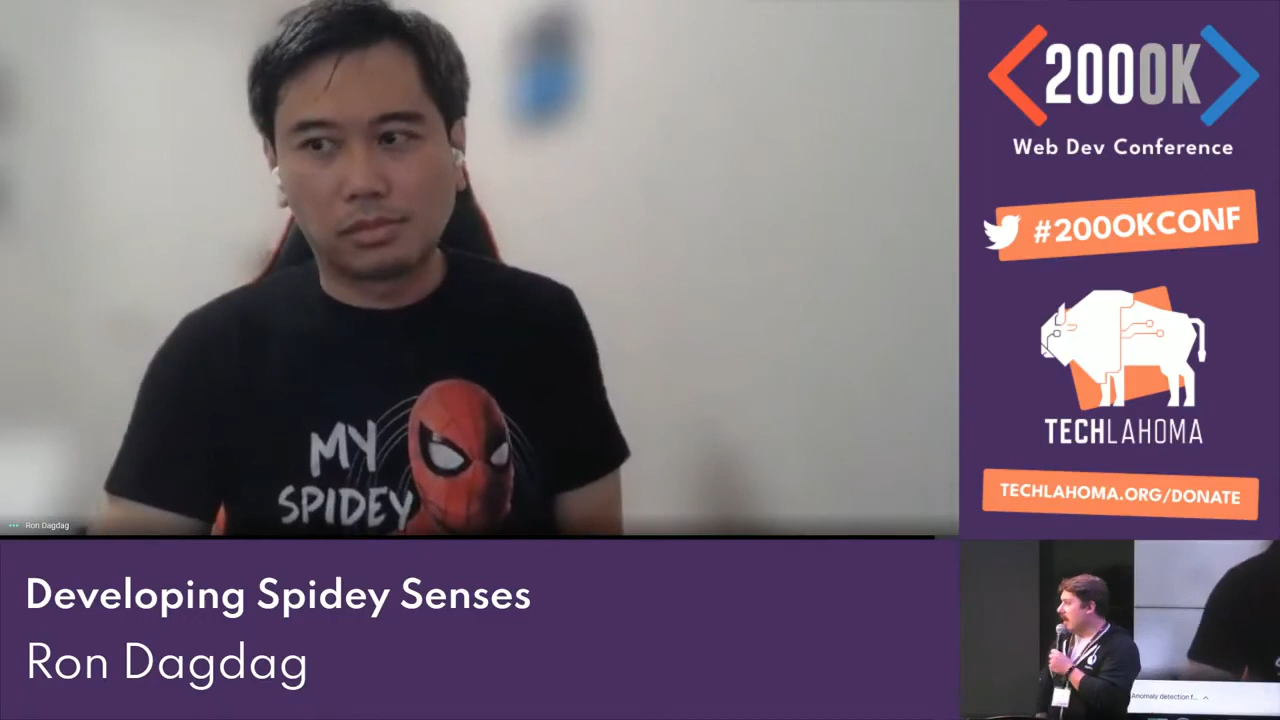 MY
SPIDEY
Ron Dagdag
200OK
Web Dev Conference
#200OKCONF
TECHLAHOMA
TECHLAHOMA.ORG/DONATE
Developing Spidey Senses
Ron Dagdag
Anomaly detection f...